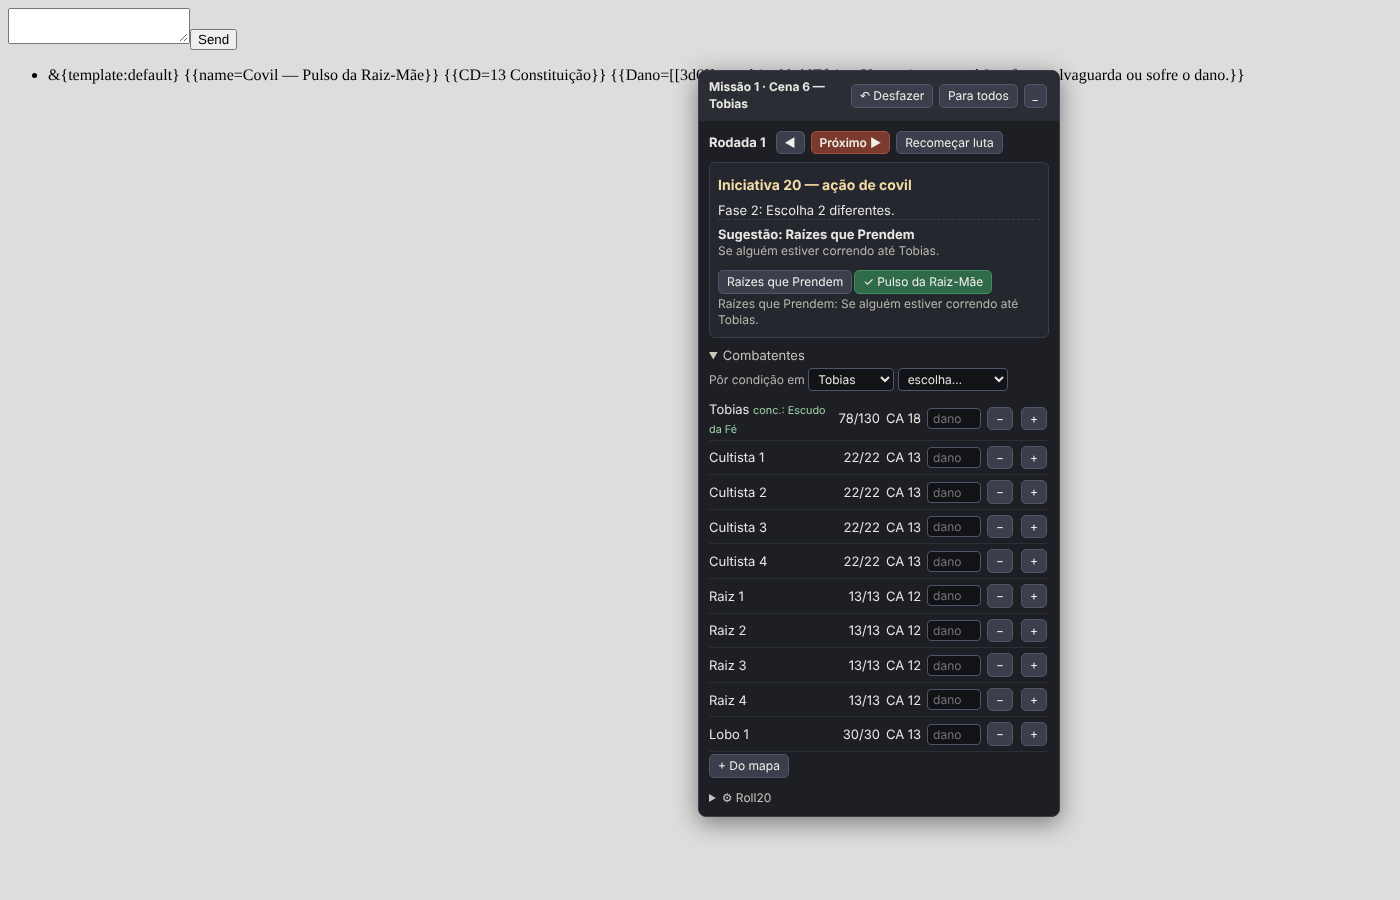 Send
&{template:default} {{name=Covil — Pulso da Raiz-Mãe}} {{CD=13 Constituição}} {{Dano=[[3d lvaguarda ou sofre o dano.}}
Missão 1 · Cena 6 —
Tobias
↶ Desfazer
Para todos
_
Rodada 1
◀
Próximo ▶
Recomeçar luta
Iniciativa 20 — ação de covil
Fase 2: Escolha 2 diferentes.
Sugestão: Raízes que Prendem
Se alguém estiver correndo até Tobias.
Raízes que Prendem
✓ Pulso da Raiz-Mãe
Raízes que Prendem: Se alguém estiver correndo até
Tobias.
▼ Combatentes
Pôr condição em Tobias escolha...
Tobias conc.: Escudo
da Fé 78/130 CA 18 dano − +
Cultista 1 22/22 CA 13 dano − +
Cultista 2 22/22 CA 13 dano − +
Cultista 3 22/22 CA 13 dano − +
Cultista 4 22/22 CA 13 dano − +
Raiz 1 13/13 CA 12 dano − +
Raiz 2 13/13 CA 12 dano − +
Raiz 3 13/13 CA 12 dano − +
Raiz 4 13/13 CA 12 dano − +
Lobo 1 30/30 CA 13 dano − +
+ Do mapa
▶ ⚙ Roll20